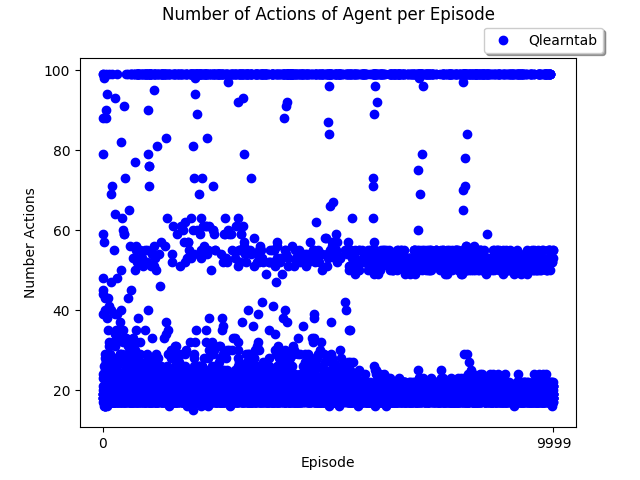 Number of Actions of Agent per Episode
Qlearntab
100
80
60
40
20
Number Actions
0
9999
Episode